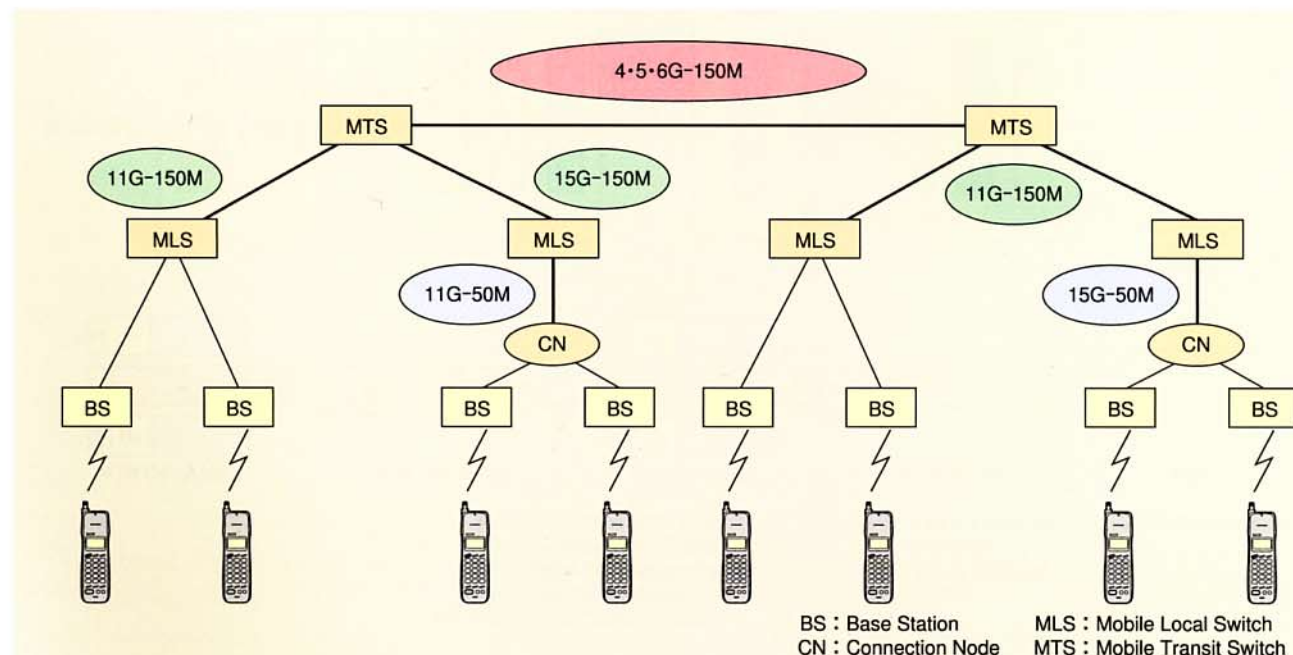 4•5•6G-150M
MTS
MTS
11G-150M
15G-150M
11G-150M
MLS
MLS
MLS
MLS
11G-50M
15G-50M
CN
CN
BS
BS
BS
BS
BS
BS
BS
BS
BS : Base Station
MLS : Mobile Local Switch
CN : Connection Node
MTS : Mobile Transit Switch